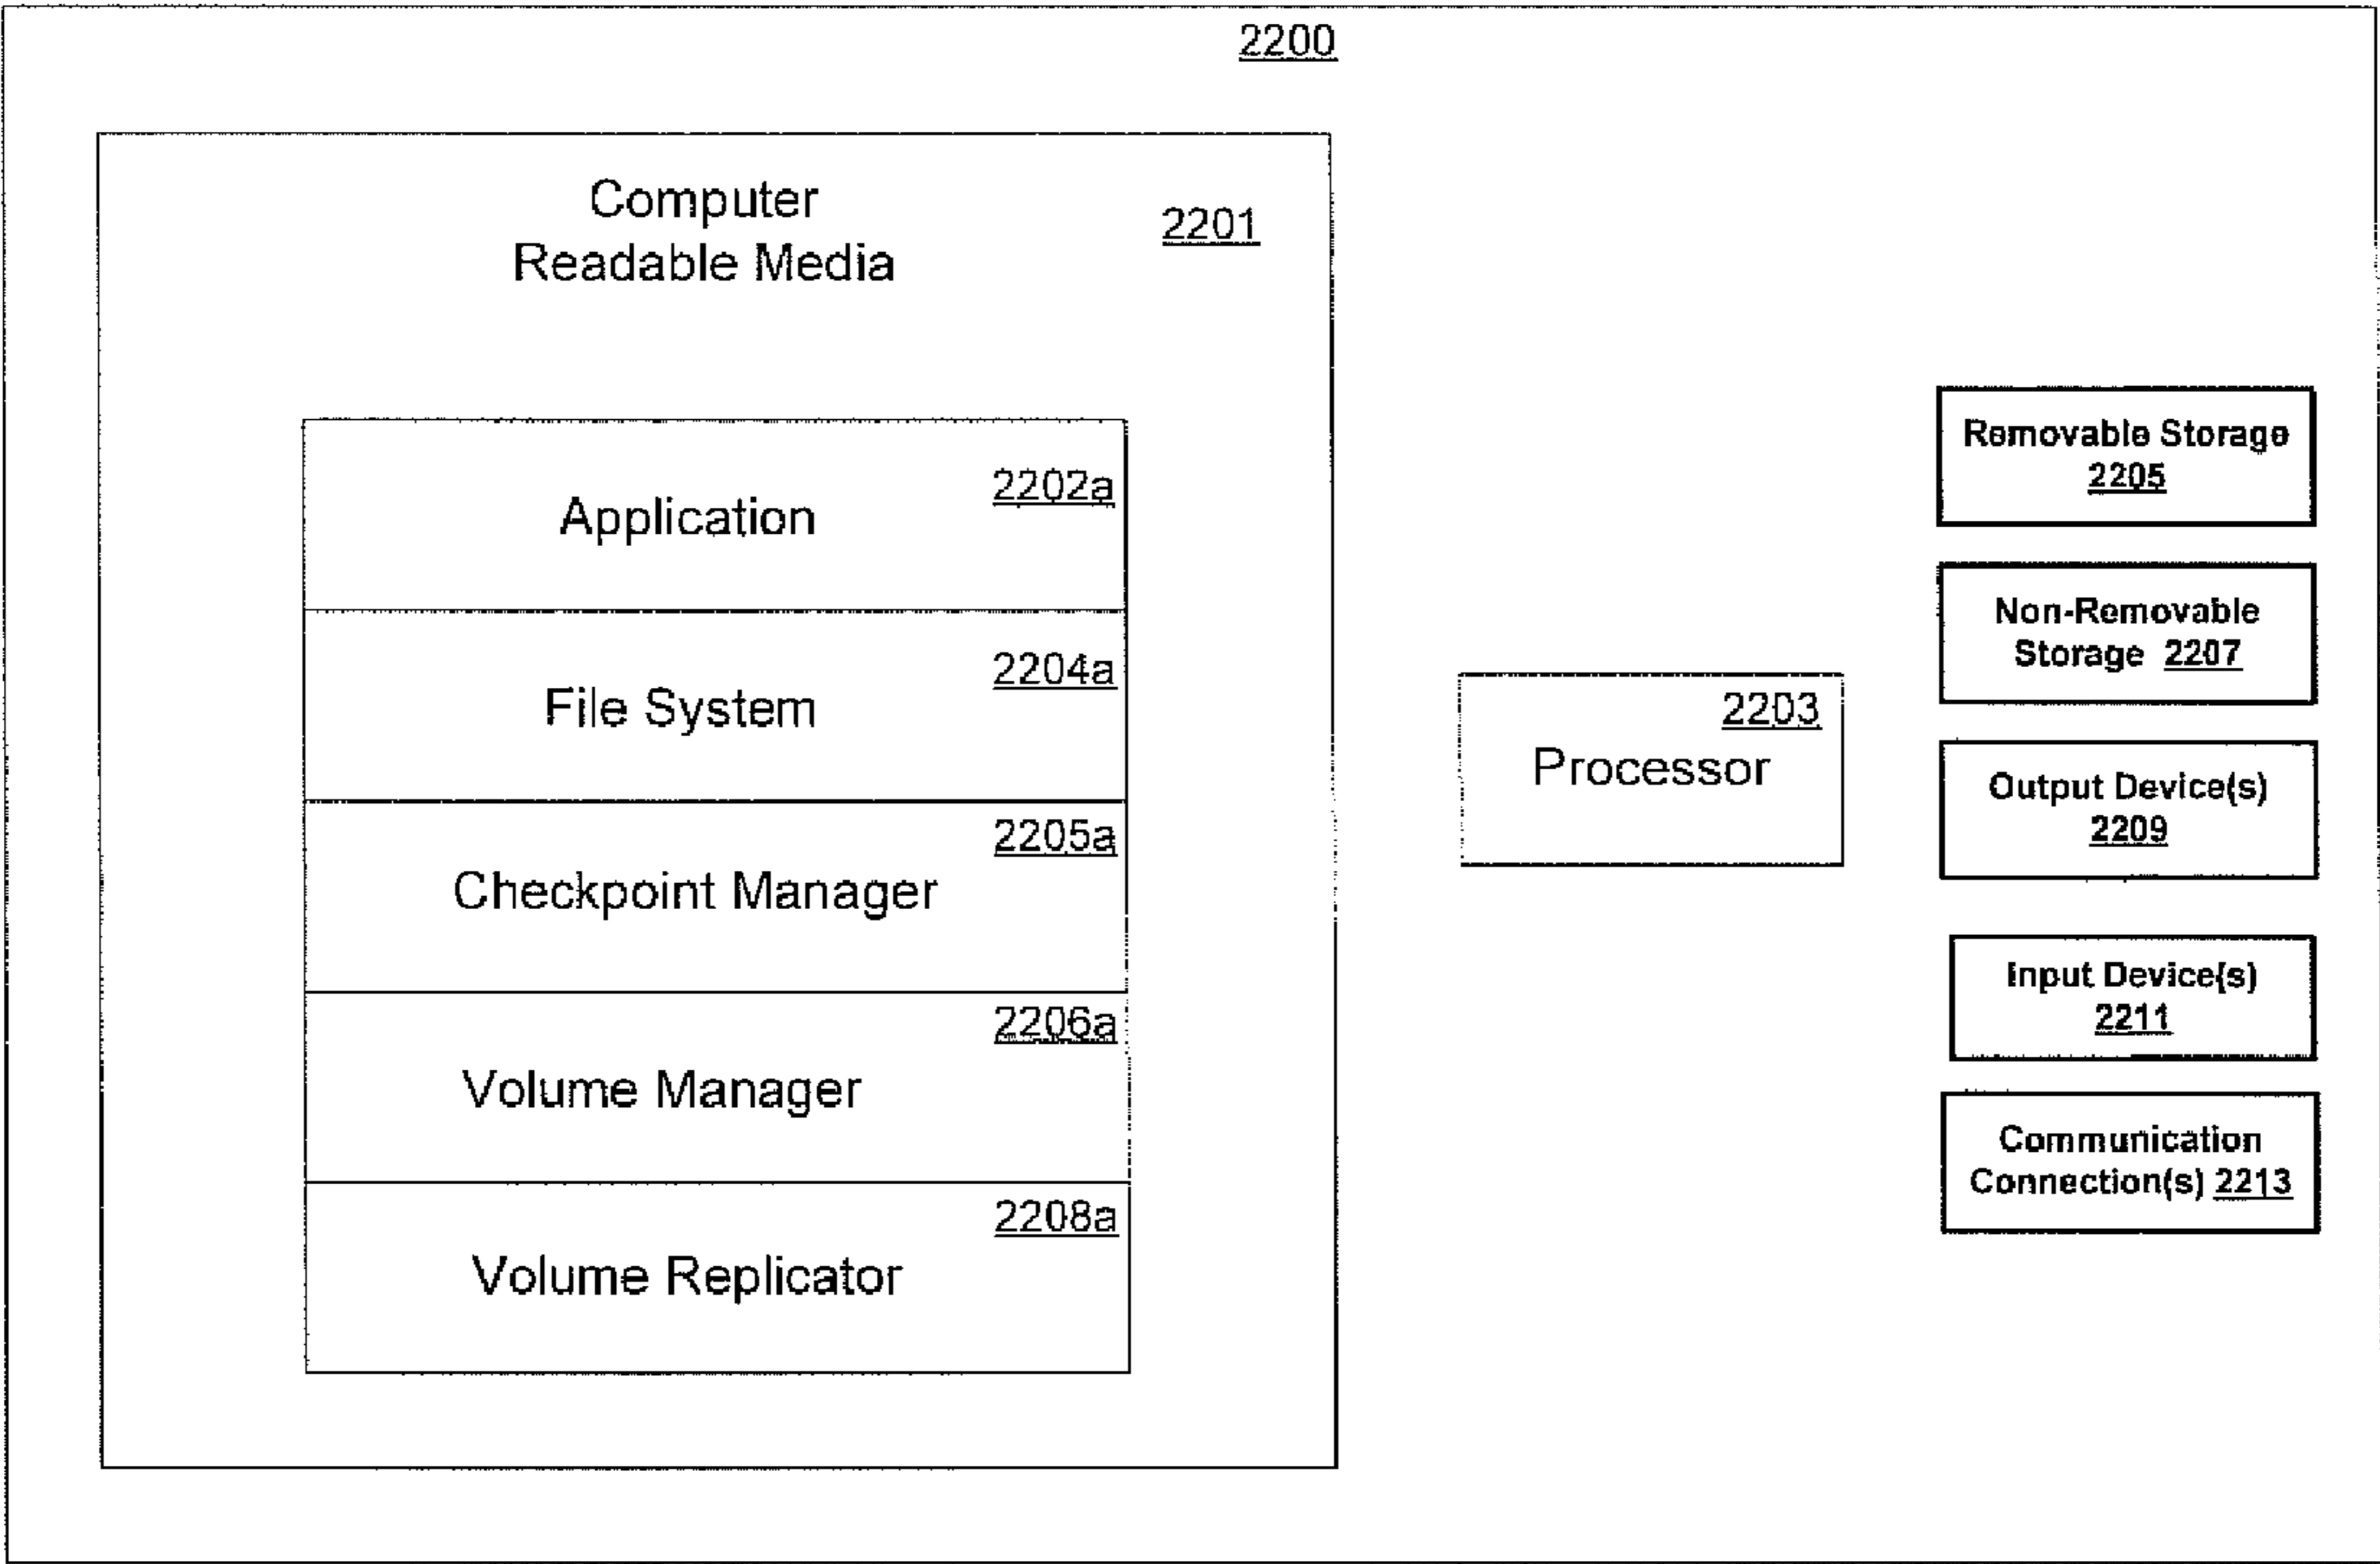 2200
Computer
Readable Media
2201
2202a
Application
2204a
File System
2205a
Checkpoint Manager
2206a
Volume Manager
2208a
Volume Replicator
2203
Processor
Removable Storage
2205
Non-Removable
Storage 2207
Output Device(s)
2209
Input Device(s)
2211
Communication
Connection(s) 2213